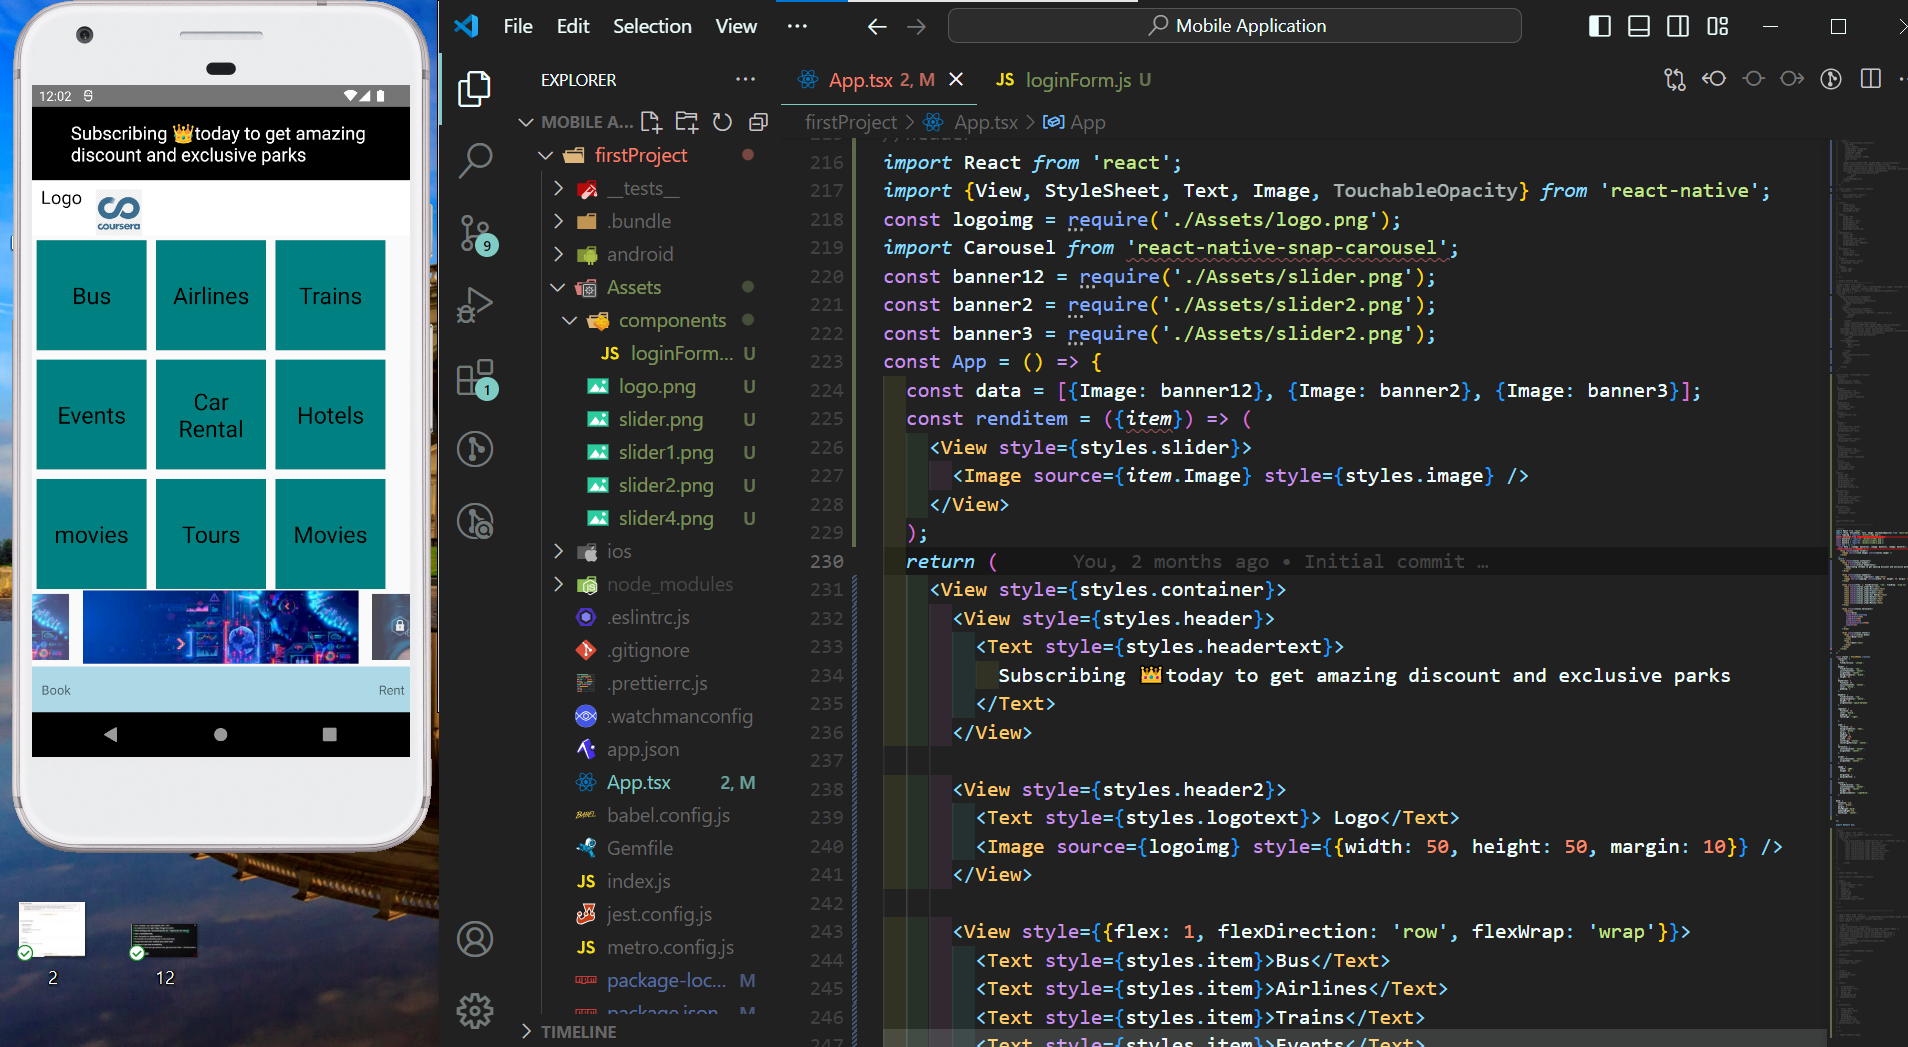 12:02
Subscribing 👑today to get amazing
discount and exclusive parks
Logo
coursera
Bus
Airlines
Trains
Events
Car
Rental
Hotels
movies
Tours
Movies
Book
Rent
2
12
File Edit Selection View ···
Mobile Application
EXPLORER
MOBILE A...
firstProject
__tests__
.bundle
android
Assets
components
loginForm... U
logo.png U
slider.png U
slider1.png U
slider2.png U
slider4.png U
ios
node_modules
.eslintrc.js
.gitignore
.prettierrc.js
.watchmanconfig
app.json
App.tsx 2, M
babel.config.js
Gemfile
index.js
jest.config.js
metro.config.js
package-loc... M
package.json M
TIMELINE
9
1
App.tsx 2, M
JS loginForm.js U
firstProject > App.tsx > App
216 import React from 'react';
217 import {View, StyleSheet, Text, Image, TouchableOpacity} from 'react-native';
218 const logoimg = require('./Assets/logo.png');
219 import Carousel from 'react-native-snap-carousel';
220 const banner12 = require('./Assets/slider.png');
221 const banner2 = require('./Assets/slider2.png');
222 const banner3 = require('./Assets/slider2.png');
223 const App = () => {
224 const data = [{Image: banner12}, {Image: banner2}, {Image: banner3}];
225 const renditem = ({item}) => (
226 <View style={styles.slider}>
227 <Image source={item.Image} style={styles.image} />
228 </View>
229 );
230 return ( You, 2 months ago • Initial commit …
231 <View style={styles.container}>
232 <View style={styles.header}>
233 <Text style={styles.headertext}>
234 Subscribing 👑today to get amazing discount and exclusive parks
235 </Text>
236 </View>
237
238 <View style={styles.header2}>
239 <Text style={styles.logotext}> Logo</Text>
240 <Image source={logoimg} style={{width: 50, height: 50, margin: 10}} />
241 </View>
242
243 <View style={{flex: 1, flexDirection: 'row', flexWrap: 'wrap'}}>
244 <Text style={styles.item}>Bus</Text>
245 <Text style={styles.item}>Airlines</Text>
246 <Text style={styles.item}>Trains</Text>
247 <Text style={styles.item}>Events</Text>